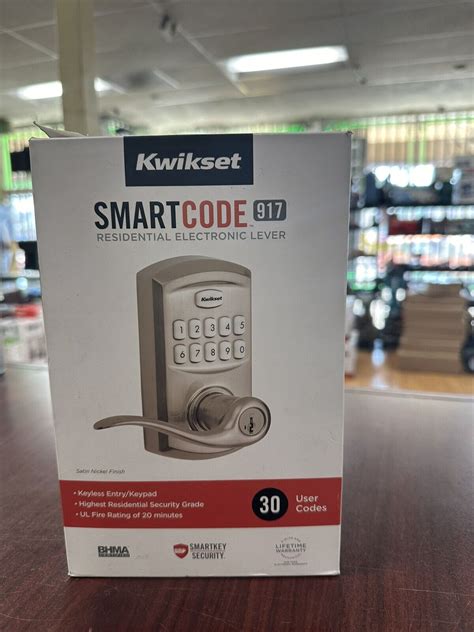 Kwikset
SMARTCODE 917
RESIDENTIAL ELECTRONIC LEVER
Kwikset
1 2 3 4 5
6 7 8 9 0
Satin Nickel Finish
• Keyless Entry/Keypad
• Highest Residential Security Grade
• UL Fire Rating of 20 minutes
30 User Codes
BHMA
CERTIFIED
SMARTKEY
SECURITY
LIFETIME
WARRANTY